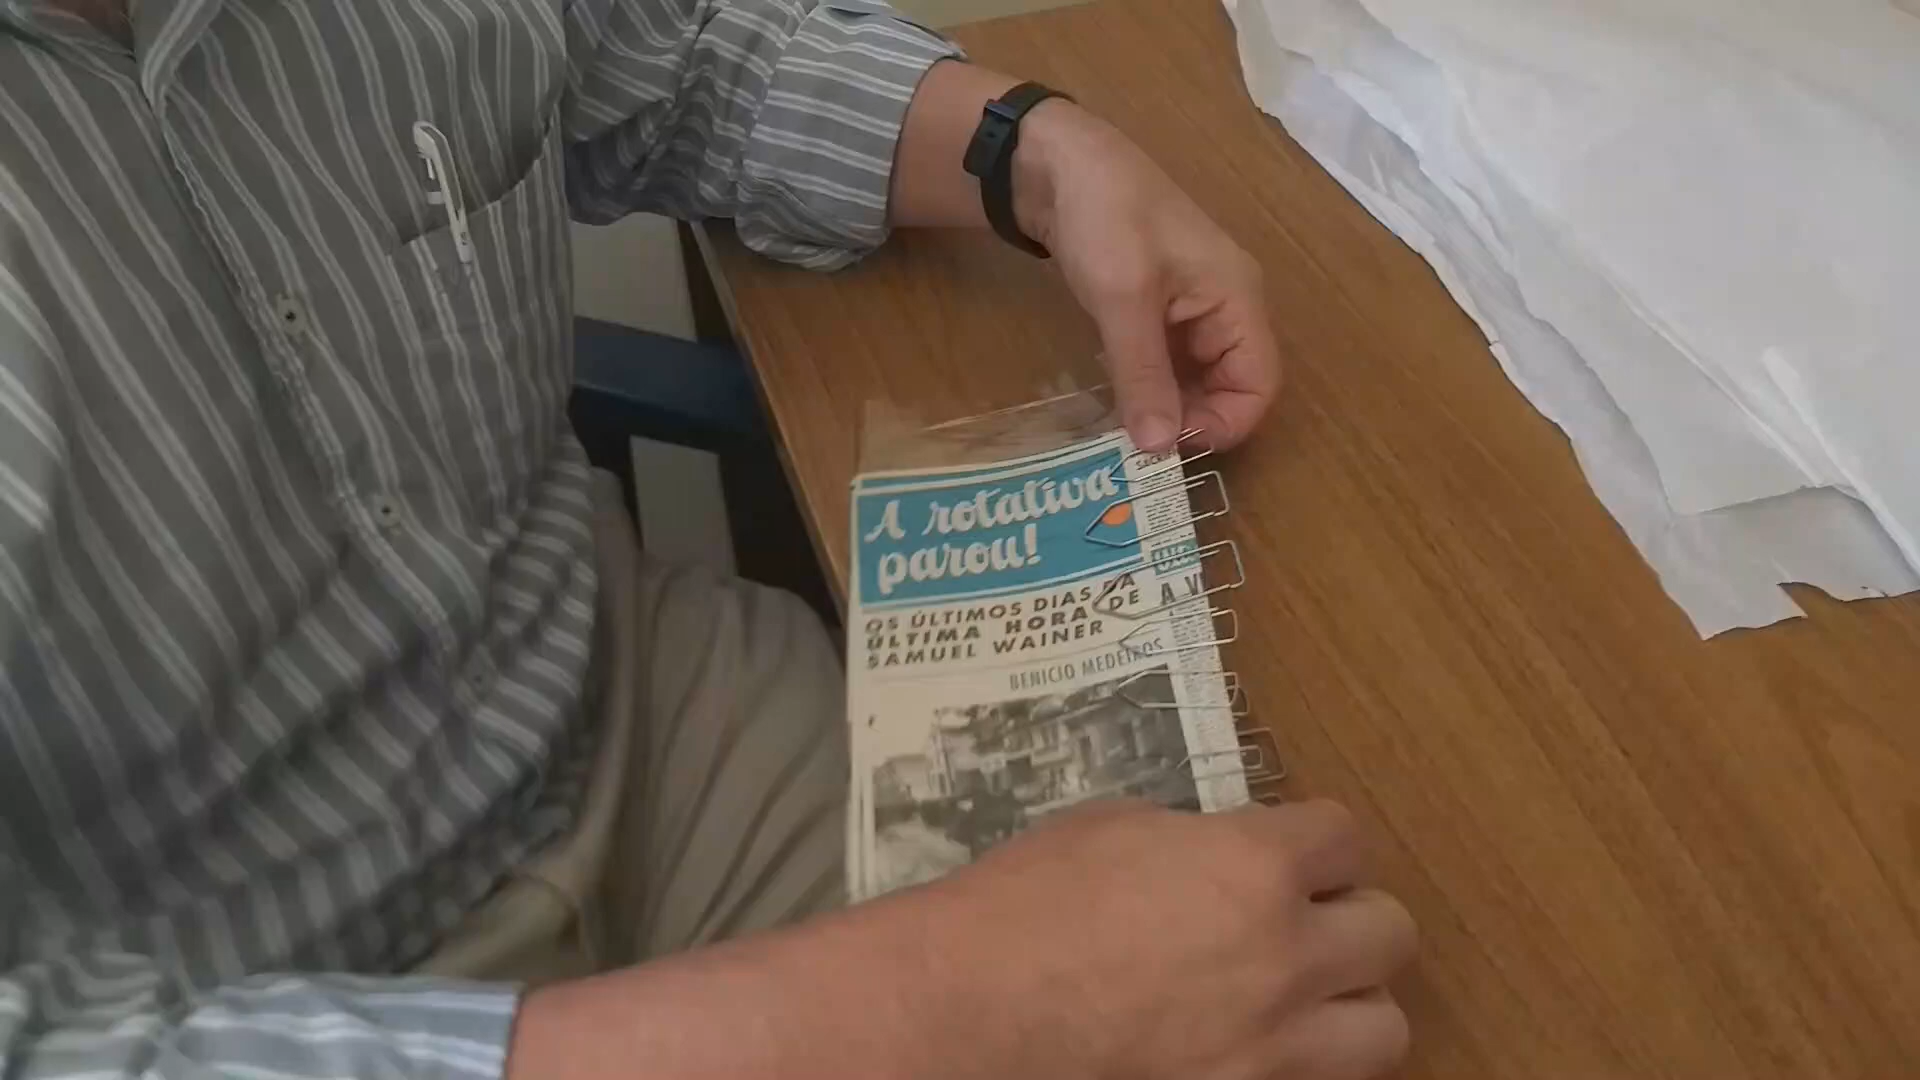 A rotativa
parou!
OS ÚLTIMOS DIAS DA
ÚLTIMA HORA DE
SAMUEL WAINER
BENICIO MEDEIROS